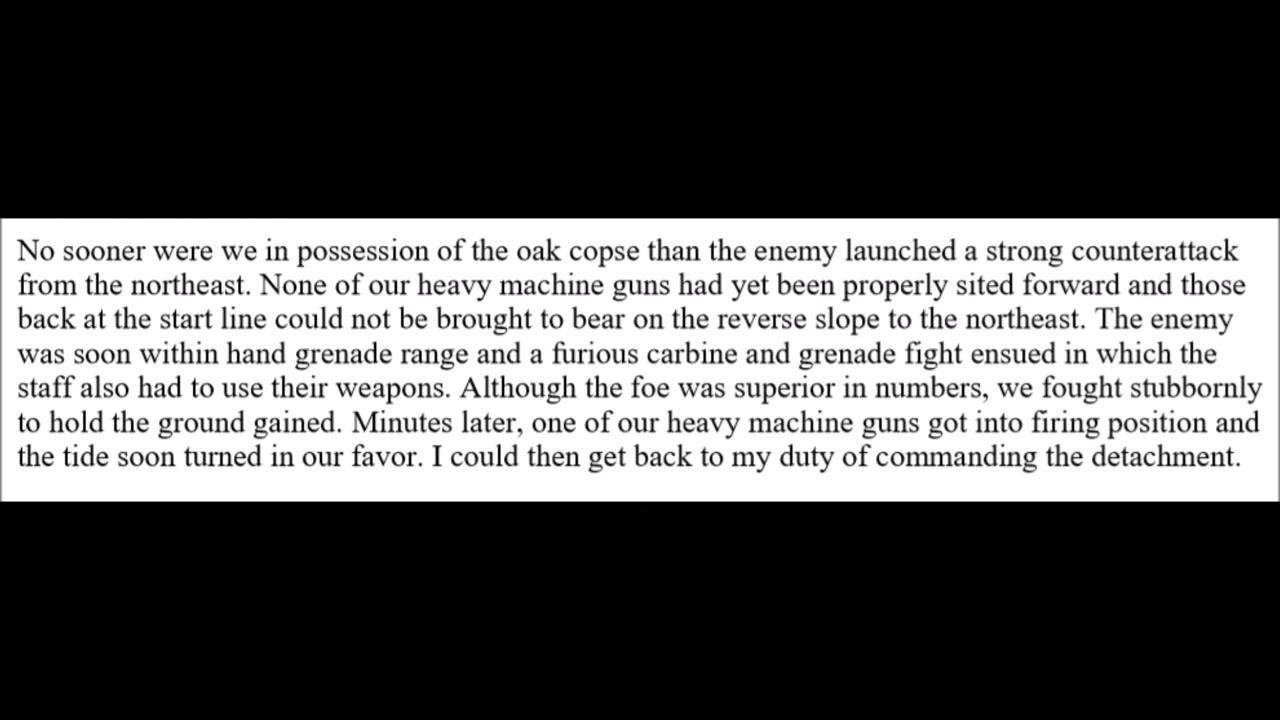 No sooner were we in possession of the oak copse than the enemy launched a strong counterattack
from the northeast. None of our heavy machine guns had yet been properly sited forward and those
back at the start line could not be brought to bear on the reverse slope to the northeast. The enemy
was soon within hand grenade range and a furious carbine and grenade fight ensued in which the
staff also had to use their weapons. Although the foe was superior in numbers, we fought stubbornly
to hold the ground gained. Minutes later, one of our heavy machine guns got into firing position and
the tide soon turned in our favor. I could then get back to my duty of commanding the detachment.